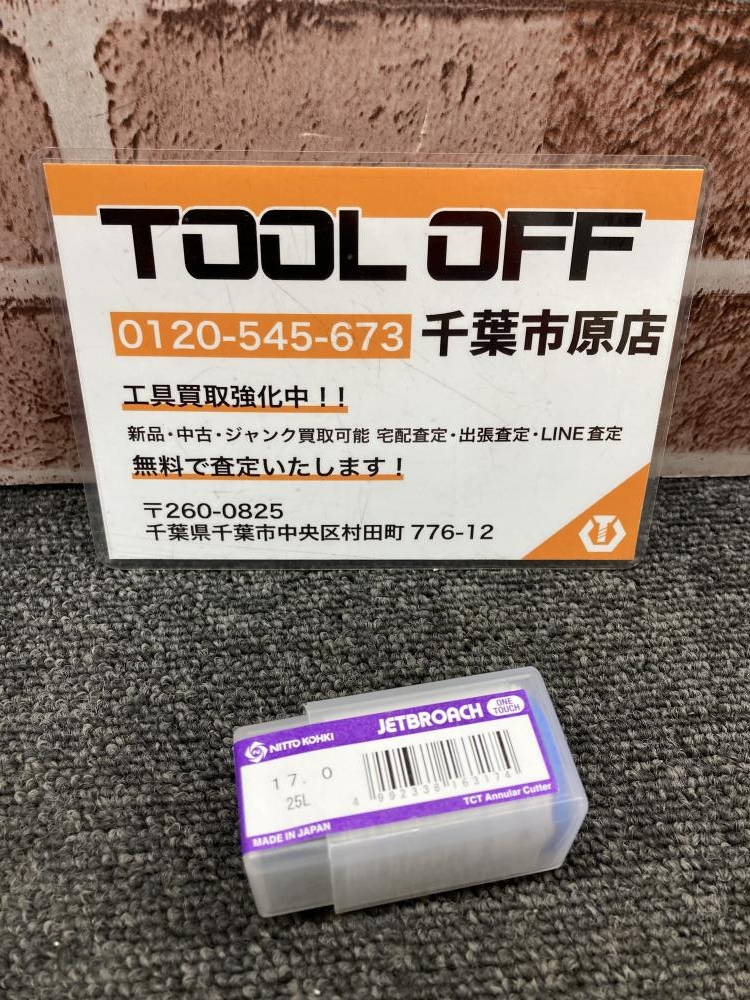 TOOL OFF
0120-545-673 千葉市原店
工具買取強化中！！
新品・中古・ジャンク買取可能 宅配査定・出張査定・LINE査定
無料で査定いたします！
〒260-0825
千葉県千葉市中央区村田町 776-12
NITTO KOHKI JETBROACH ONE TOUCH
17. 0
25L
4 992338 163174
MADE IN JAPAN TCT Annular Cutter